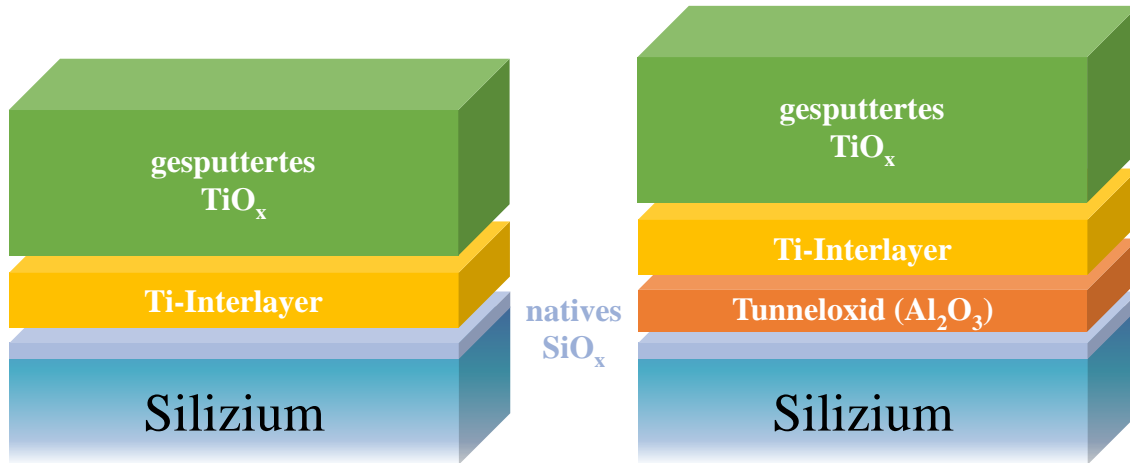 gesputtertes
TiOₓ
Ti-Interlayer
Silizium
natives
SiOₓ
gesputtertes
TiOₓ
Ti-Interlayer
Tunneloxid (Al₂O₃)
Silizium